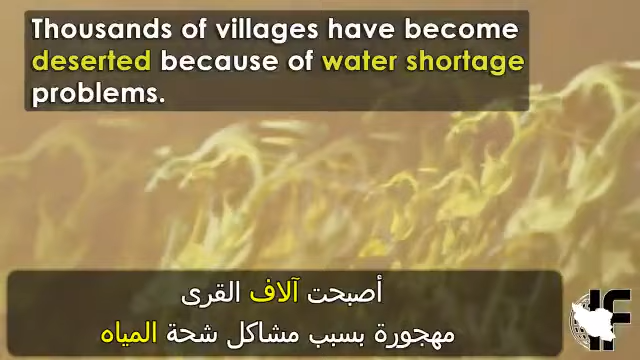 Thousands of villages have become
deserted because of water shortage
problems.
أصبحت آلاف القرى
مهجورة بسبب مشاكل شحة المياه
IF